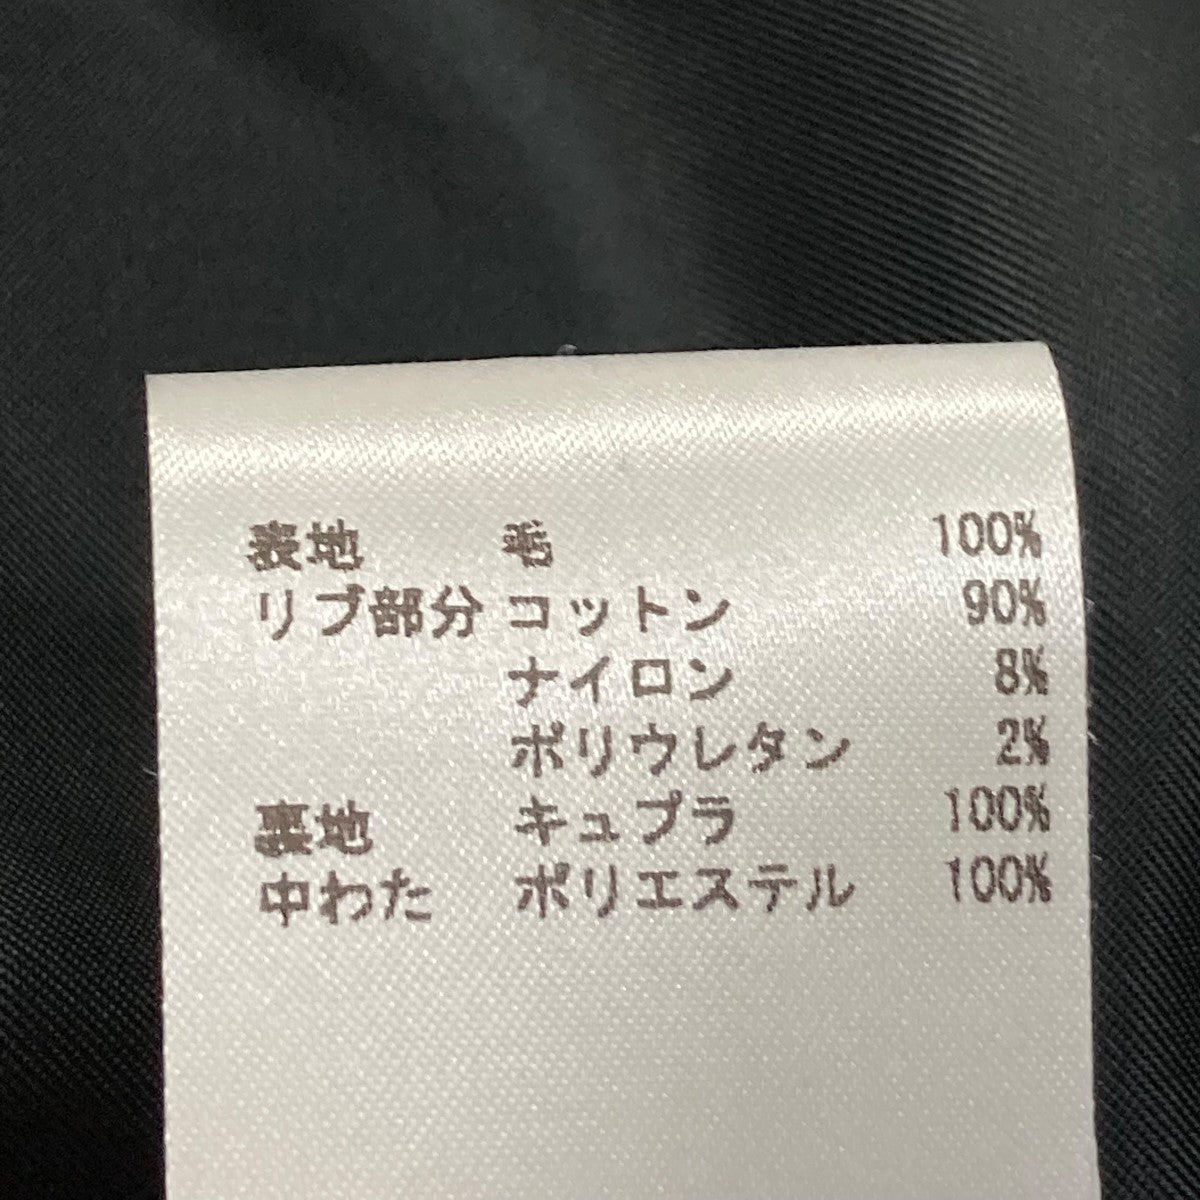 表地 毛 100%
リブ部分 コットン 90%
ナイロン 8%
ポリウレタン 2%
裏地 キュプラ 100%
中わた ポリエステル 100%